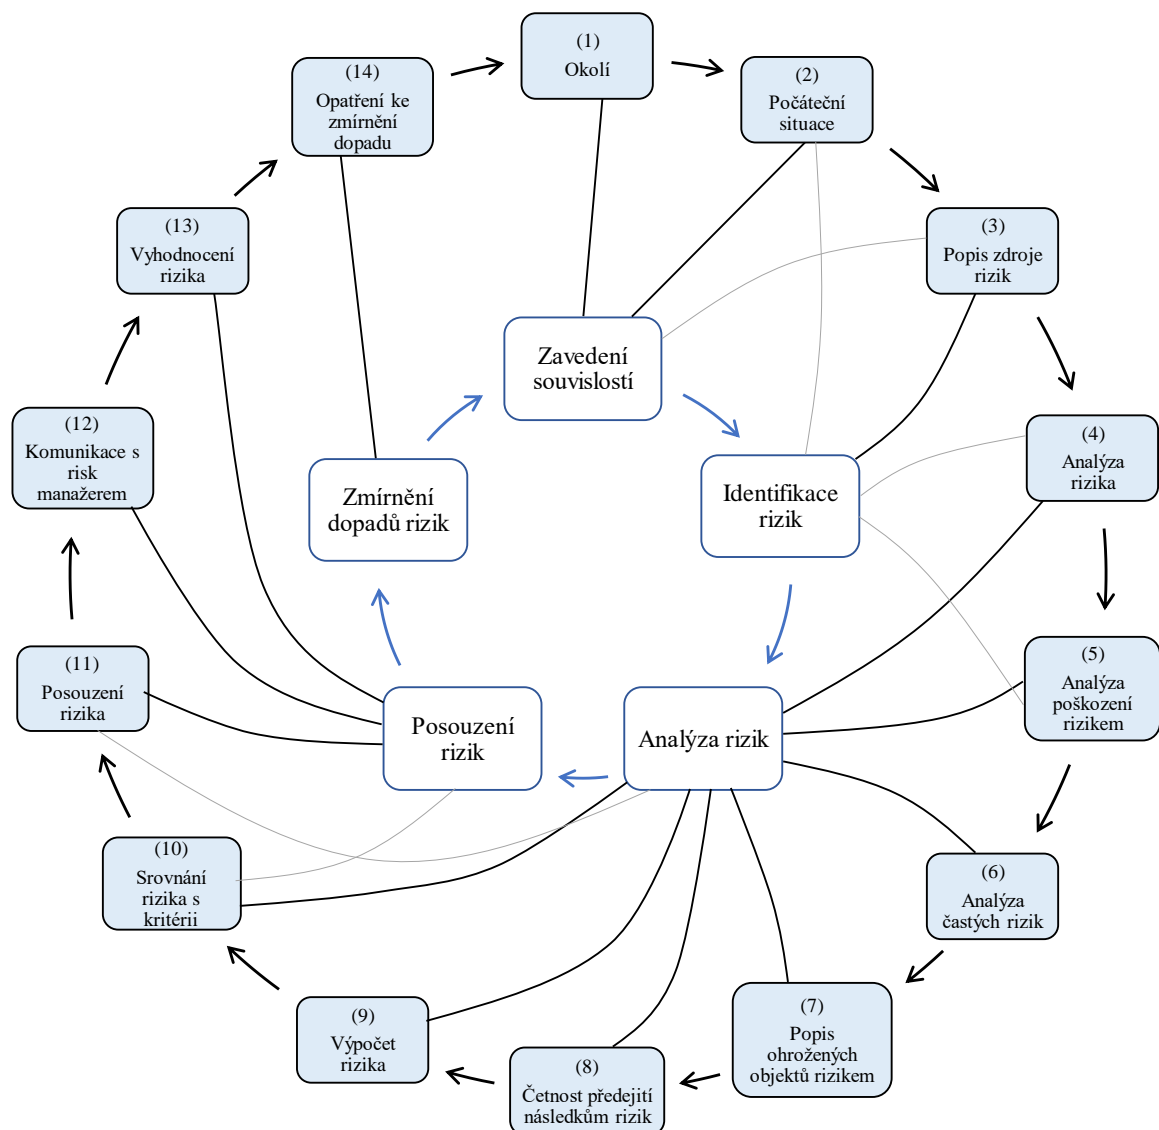 (1)
Okolí
(2)
Počáteční
situace
(3)
Popis zdroje
rizik
(4)
Analýza
rizika
(5)
Analýza
poškození
rizikem
(6)
Analýza
častých rizik
(7)
Popis
ohrožených
objektů rizikem
(8)
Četnost předejití
následkům rizik
(9)
Výpočet
rizika
(10)
Srovnání
rizika s
kritérii
(11)
Posouzení
rizika
(12)
Komunikace s
risk
manažerem
(13)
Vyhodnocení
rizika
(14)
Opatření ke
zmírnění
dopadu
Zavedení
souvislostí
Identifikace
rizik
Analýza rizik
Posouzení
rizik
Zmírnění
dopadů rizik